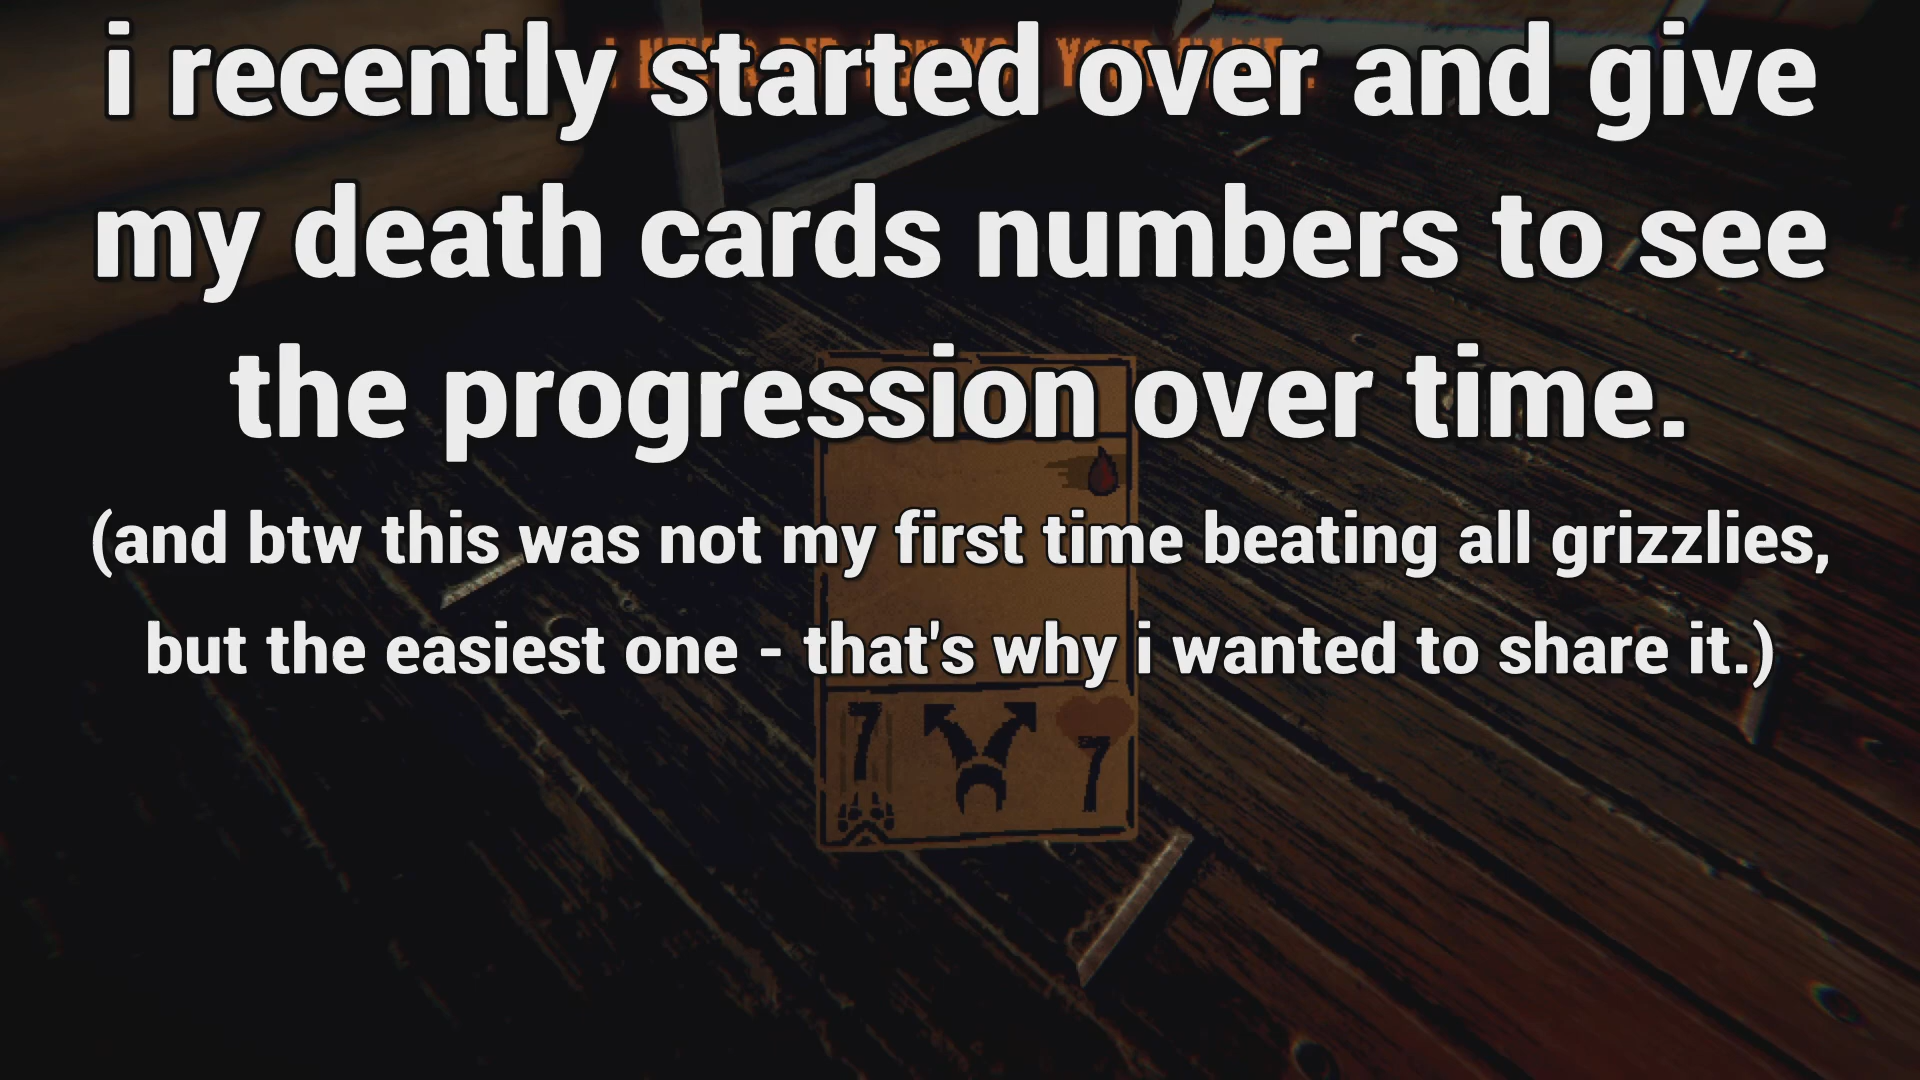 i recently started over and give
my death cards numbers to see
the progression over time.
(and btw this was not my first time beating all grizzlies,
but the easiest one - that's why i wanted to share it.)
7
7